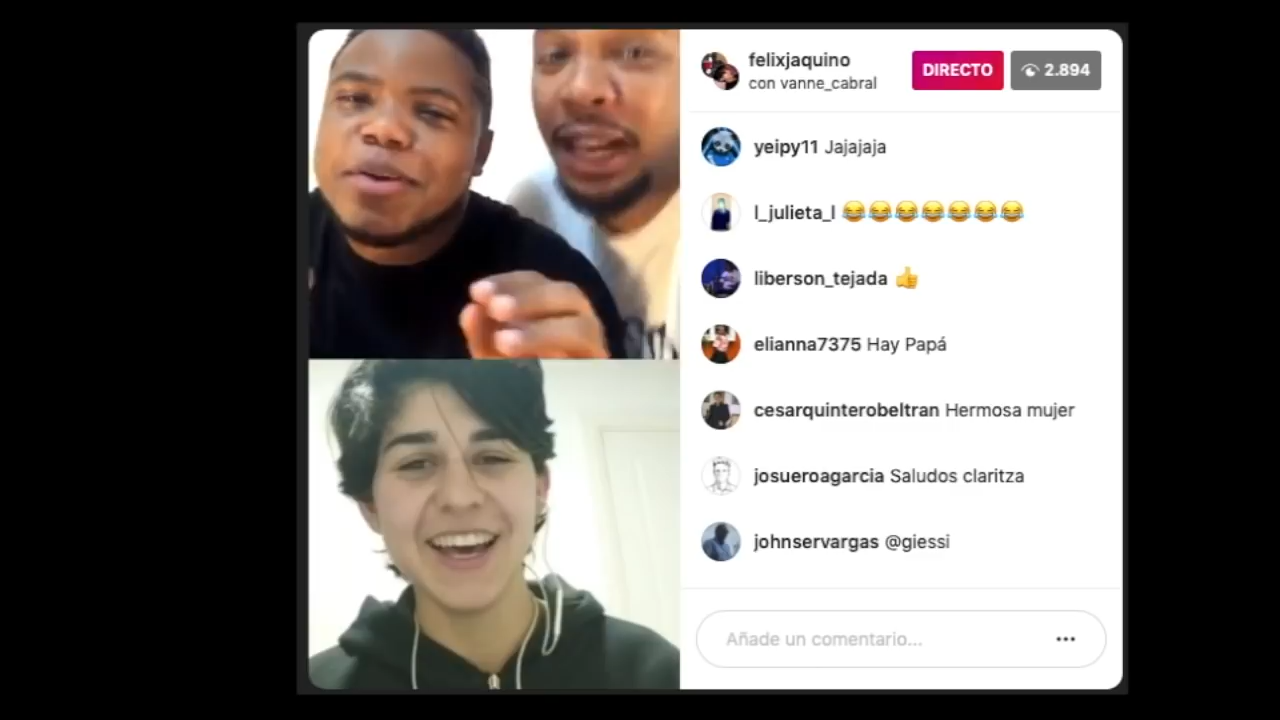 felixjaquino
con vanne_cabral
DIRECTO
2.894
yeipy11 Jajajaja
l_julieta_l 😂😂😂😂😂😂😂
liberson_tejada 👍
elianna7375 Hay Papá
cesarquinterobeltran Hermosa mujer
josueroagarcia Saludos claritza
johnservargas @giessi
Añade un comentario...